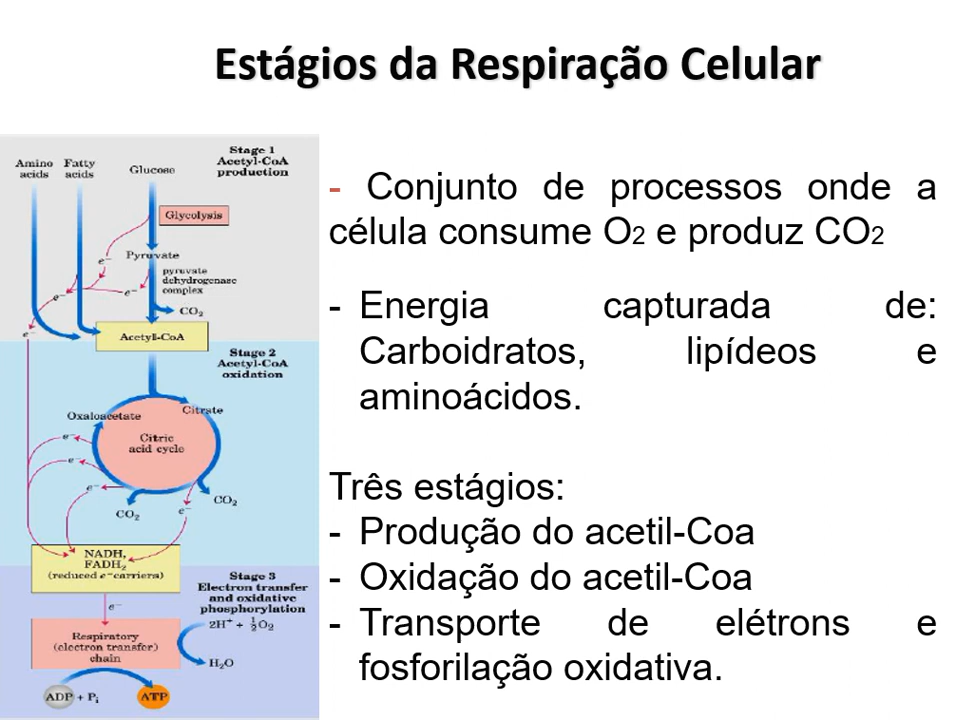 Estágios da Respiração Celular
Stage 1
Acetyl-CoA
production
Amino
acids
Fatty
acids
Glucose
Glycolysis
Pyruvate
e⁻
pyruvate
dehydrogenase
complex
e⁻
e⁻
CO₂
e⁻
Acetyl-CoA
Stage 2
Acetyl-CoA
oxidation
Oxaloacetate
Citrate
Citric
acid cycle
e⁻
e⁻
e⁻
CO₂
CO₂
e⁻
NADH,
FADH₂
(reduced e⁻carriers)
Stage 3
Electron transfer
and oxidative
phosphorylation
e⁻
2H⁺ + ½O₂
Respiratory
(electron transfer)
chain
H₂O
ADP + Pᵢ
ATP
- Conjunto de processos onde a
célula consume O₂ e produz CO₂
- Energia capturada de:
Carboidratos, lipídeos e
aminoácidos.
Três estágios:
- Produção do acetil-Coa
- Oxidação do acetil-Coa
- Transporte de elétrons e
fosforilação oxidativa.